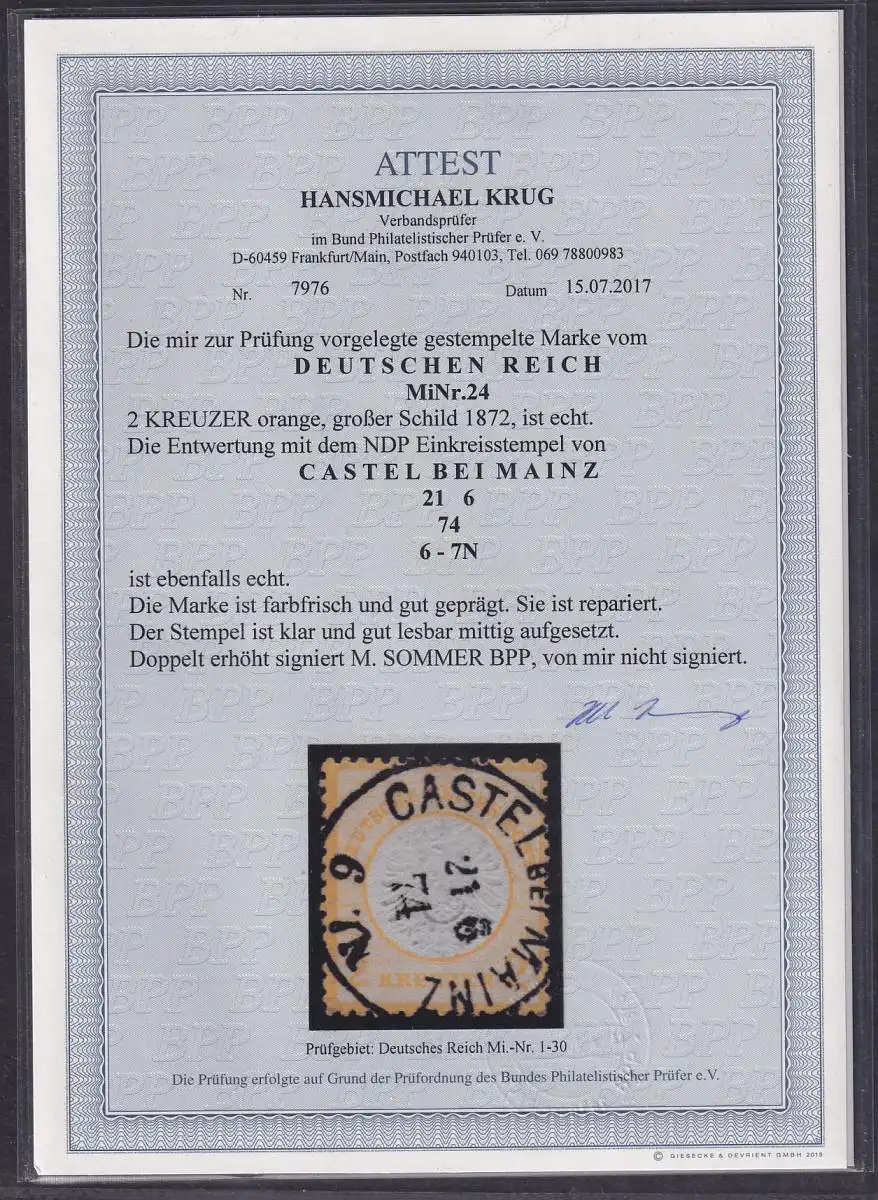 ATTEST
HANSMICHAEL KRUG
Verbandsprüfer
im Bund Philatelistischer Prüfer e. V.
D-60459 Frankfurt/Main, Postfach 940103, Tel. 069 78800983
Nr. 7976 Datum 15.07.2017
Die mir zur Prüfung vorgelegte gestempelte Marke vom
DEUTSCHEN REICH
MiNr.24
2 KREUZER orange, großer Schild 1872, ist echt.
Die Entwertung mit dem NDP Einkreisstempel von
CASTEL BEI MAINZ
21 6
74
6 - 7N
ist ebenfalls echt.
Die Marke ist farbfrisch und gut geprägt. Sie ist repariert.
Der Stempel ist klar und gut lesbar mittig aufgesetzt.
Doppelt erhöht signiert M. SOMMER BPP, von mir nicht signiert.
CASTEL BEI MAINZ
21 6
74
Prüfgebiet: Deutsches Reich Mi.-Nr. 1-30
Die Prüfung erfolgte auf Grund der Prüfordnung des Bundes Philatelistischer Prüfer e.V.
© GIESECKE & DEVRIENT GMBH 2015